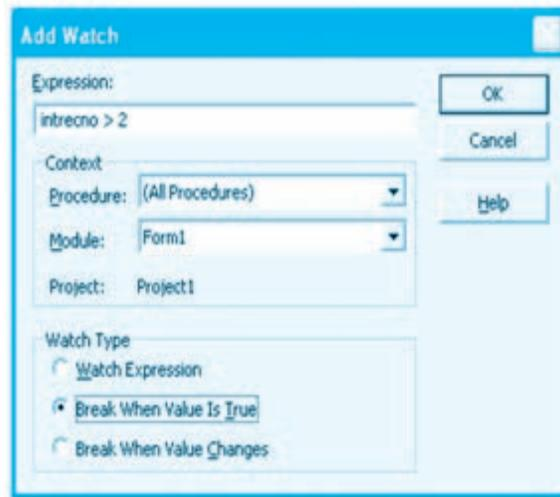 Add Watch
Expression:
intrecno > 2
OK
Cancel
Help
Context
Procedure: (All Procedures)
Module: Form1
Project: Project1
Watch Type
Watch Expression
Break When Value Is True
Break When Value Changes